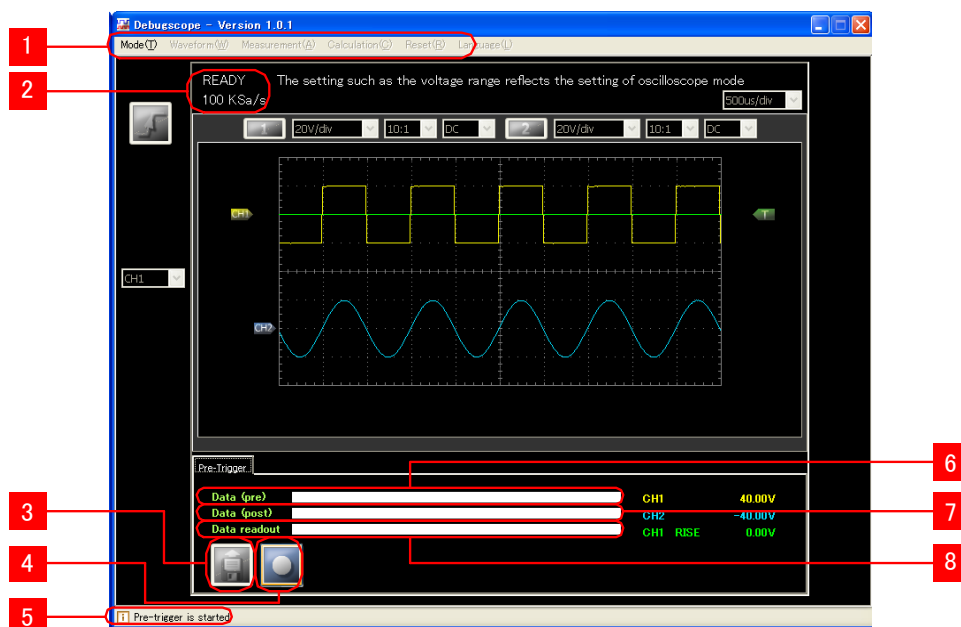 Debugscope - Version 1.0.1
1
Mode(T) Waveform(W) Measurement(A) Calculation(C) Reset(R) Language(L)
2
READY The setting such as the voltage range reflects the setting of oscilloscope mode
100 KSa/s
500us/div
1 20V/div 10:1 DC 2 20V/div 10:1 DC
CH1
T
CH1
CH2
Pre-Trigger
6
Data (pre)
CH1 40.00V
3
Data (post)
CH2 -40.00V
7
Data readout
CH1 RISE 0.00V
4
8
5
Pre-trigger is started